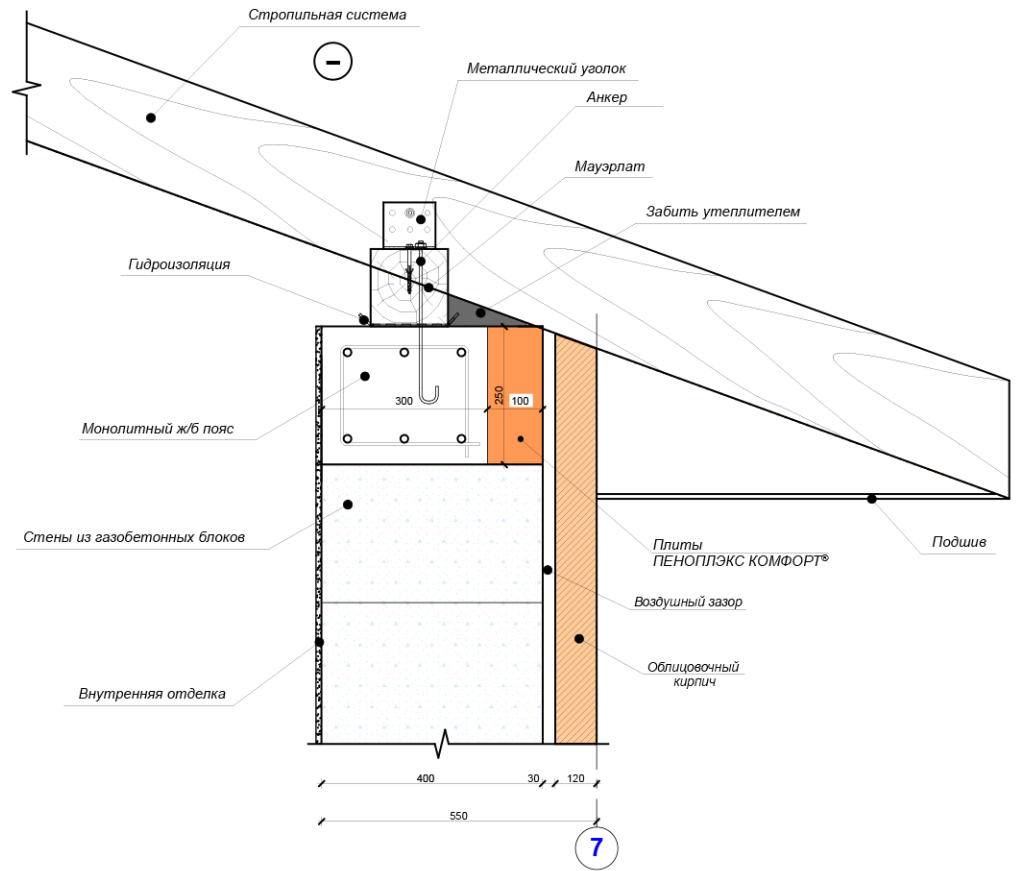 Стропильная система
–
Металлический уголок
Анкер
Мауэрлат
Забить утеплителем
Гидроизоляция
300
250
100
Монолитный ж/б пояс
Стены из газобетонных блоков
Плиты
ПЕНОПЛЭКС КОМФОРТ®
Подшив
Воздушный зазор
Облицовочный
кирпич
Внутренняя отделка
400
30
120
550
7